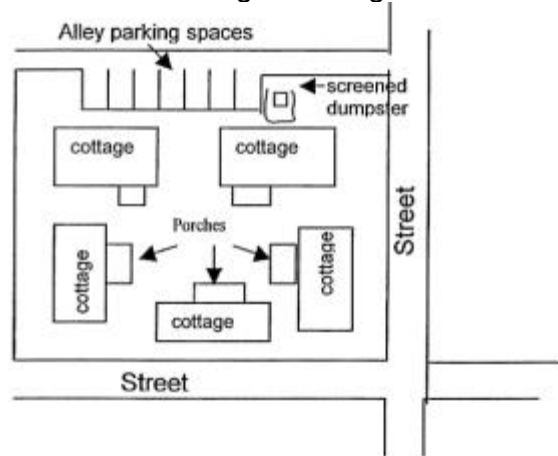 Alley parking spaces
screened
dumpster
cottage
cottage
Porches
Street
cottage
cottage
cottage
Street